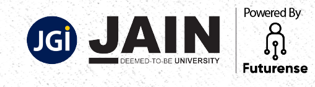 JGi
JAIN
DEEMED-TO-BE UNIVERSITY
Powered By
Futurense